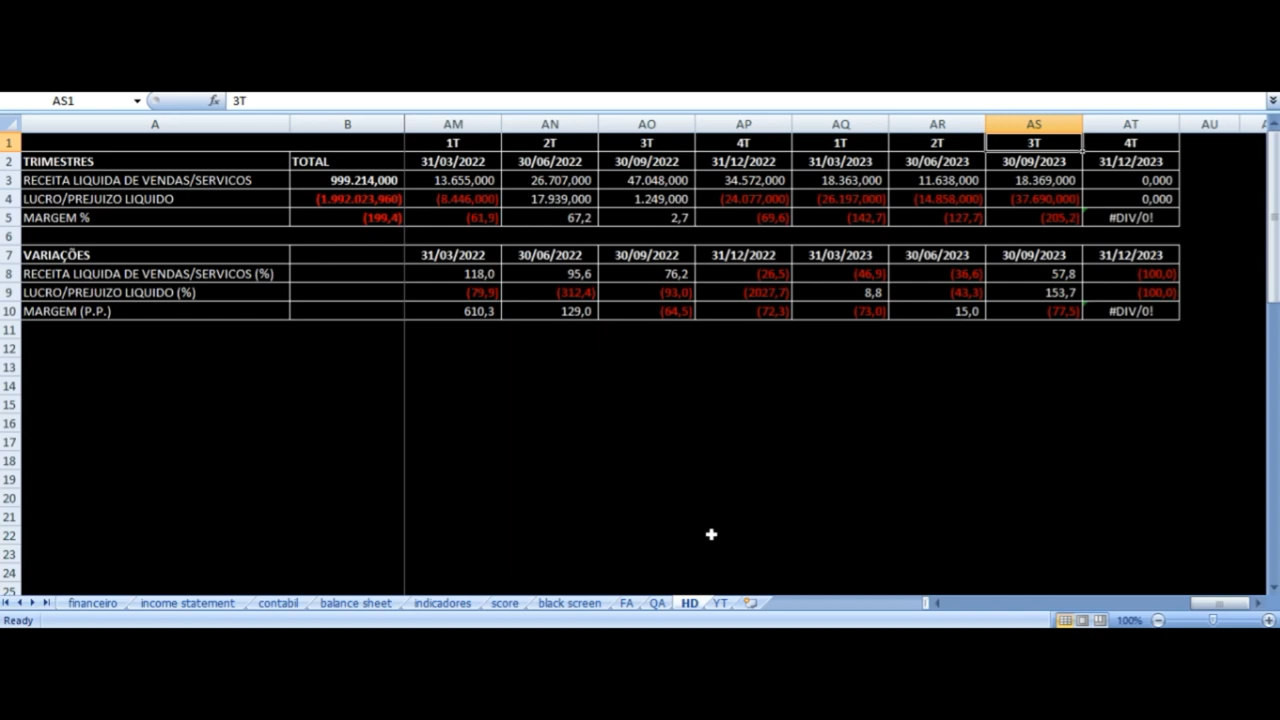 AS1 fx 3T
A B AM AN AO AP AQ AR AS AT AU
1 1T 2T 3T 4T 1T 2T 3T 4T
2 TRIMESTRES TOTAL 31/03/2022 30/06/2022 30/09/2022 31/12/2022 31/03/2023 30/06/2023 30/09/2023 31/12/2023
3 RECEITA LIQUIDA DE VENDAS/SERVICOS 999.214,000 13.655,000 26.707,000 47.048,000 34.572,000 18.363,000 11.638,000 18.369,000 0,000
4 LUCRO/PREJUIZO LIQUIDO (1.992.023,960) (8.446,000) 17.939,000 1.249,000 (24.077,000) (26.197,000) (14.858,000) (37.690,000) 0,000
5 MARGEM % (199,4) (61,9) 67,2 2,7 (69,6) (142,7) (127,7) (205,2) #DIV/0!
6
7 VARIAÇÕES 31/03/2022 30/06/2022 30/09/2022 31/12/2022 31/03/2023 30/06/2023 30/09/2023 31/12/2023
8 RECEITA LIQUIDA DE VENDAS/SERVICOS (%) 118,0 95,6 76,2 (26,5) (46,9) (36,6) 57,8 (100,0)
9 LUCRO/PREJUIZO LIQUIDO (%) (79,9) (312,4) (93,0) (2027,7) 8,8 (43,3) 153,7 (100,0)
10 MARGEM (P.P.) 610,3 129,0 (64,5) (72,3) (73,0) 15,0 (77,5) #DIV/0!
11
12
13
14
15
16
17
18
19
20
21
22
23
24
25
financeiro income statement contabil balance sheet indicadores score black screen FA QA HD YT
Ready 100%